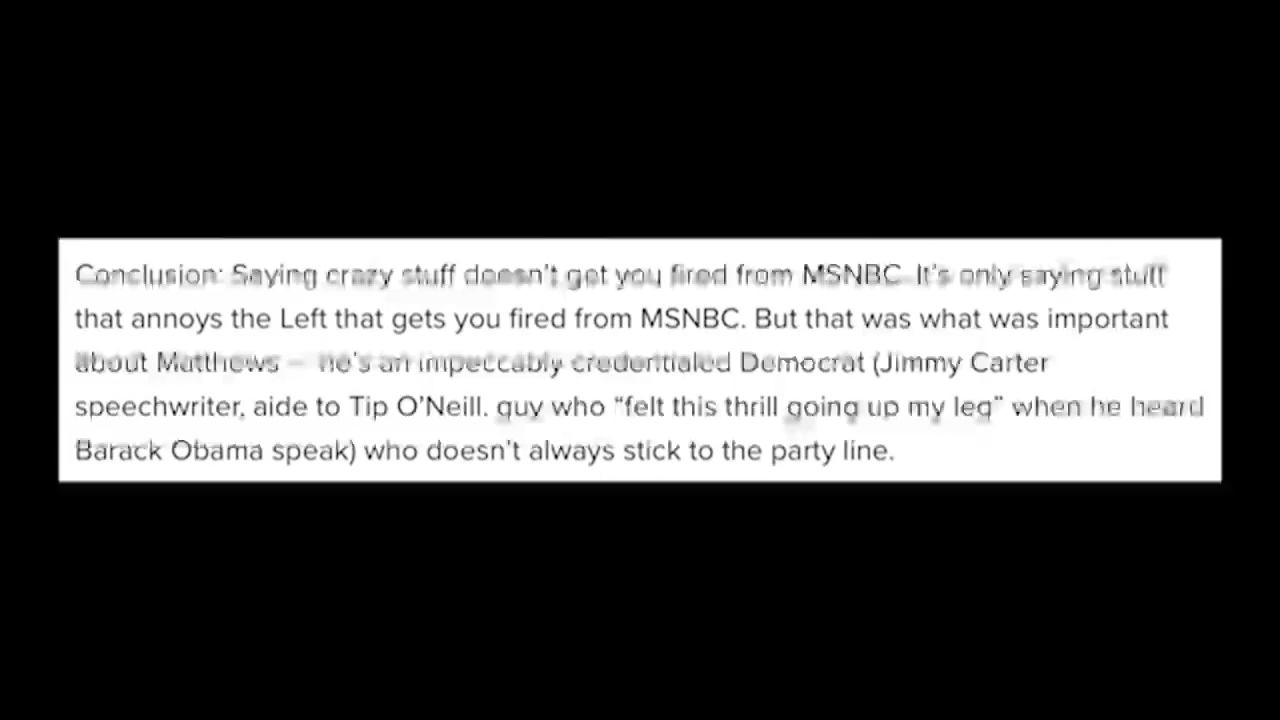 Conclusion: Saying crazy stuff doesn't get you fired from MSNBC. It's only saying stuff
that annoys the Left that gets you fired from MSNBC. But that was what was important
about Matthews — he's an impeccably credentialed Democrat (Jimmy Carter
speechwriter, aide to Tip O'Neill, guy who “felt this thrill going up my leg” when he heard
Barack Obama speak) who doesn't always stick to the party line.